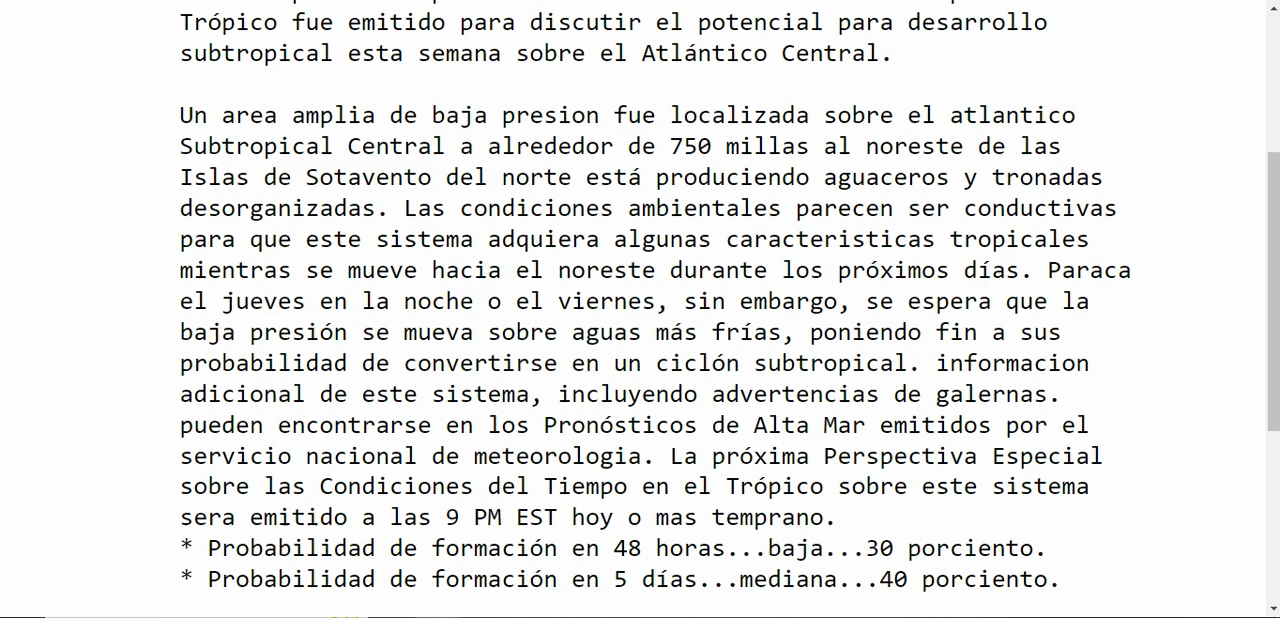 Trópico fue emitido para discutir el potencial para desarrollo
subtropical esta semana sobre el Atlántico Central.
Un area amplia de baja presion fue localizada sobre el atlantico
Subtropical Central a alrededor de 750 millas al noreste de las
Islas de Sotavento del norte está produciendo aguaceros y tronadas
desorganizadas. Las condiciones ambientales parecen ser conductivas
para que este sistema adquiera algunas caracteristicas tropicales
mientras se mueve hacia el noreste durante los próximos días. Paraca
el jueves en la noche o el viernes, sin embargo, se espera que la
baja presión se mueva sobre aguas más frías, poniendo fin a sus
probabilidad de convertirse en un ciclón subtropical. informacion
adicional de este sistema, incluyendo advertencias de galernas.
pueden encontrarse en los Pronósticos de Alta Mar emitidos por el
servicio nacional de meteorologia. La próxima Perspectiva Especial
sobre las Condiciones del Tiempo en el Trópico sobre este sistema
sera emitido a las 9 PM EST hoy o mas temprano.
* Probabilidad de formación en 48 horas...baja...30 porciento.
* Probabilidad de formación en 5 días...mediana...40 porciento.